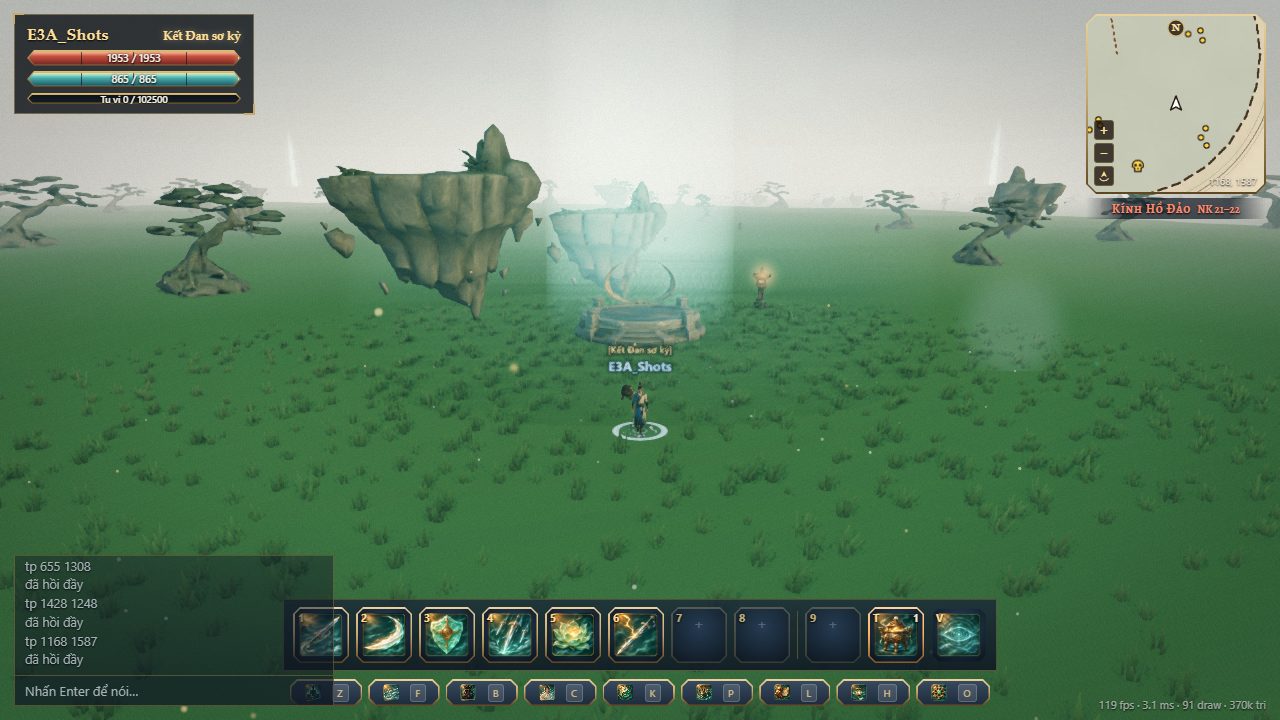 E3A_Shots
Kết Đan sơ kỳ
1953 / 1953
865 / 865
Tu vi 0 / 102500
N
+
−
1168, 1587
Kính Hồ Đảo NK 21–22
[Kết Đan sơ kỳ]
E3A_Shots
tp 655 1308
đã hồi đầy
tp 1428 1248
đã hồi đầy
tp 1168 1587
đã hồi đầy
Nhấn Enter để nói...
1 2 3 4 5 6 7 + 8 + 9 + T 1 V
Z F B C K P L H O
119 fps · 3.1 ms · 91 draw · 370k tri